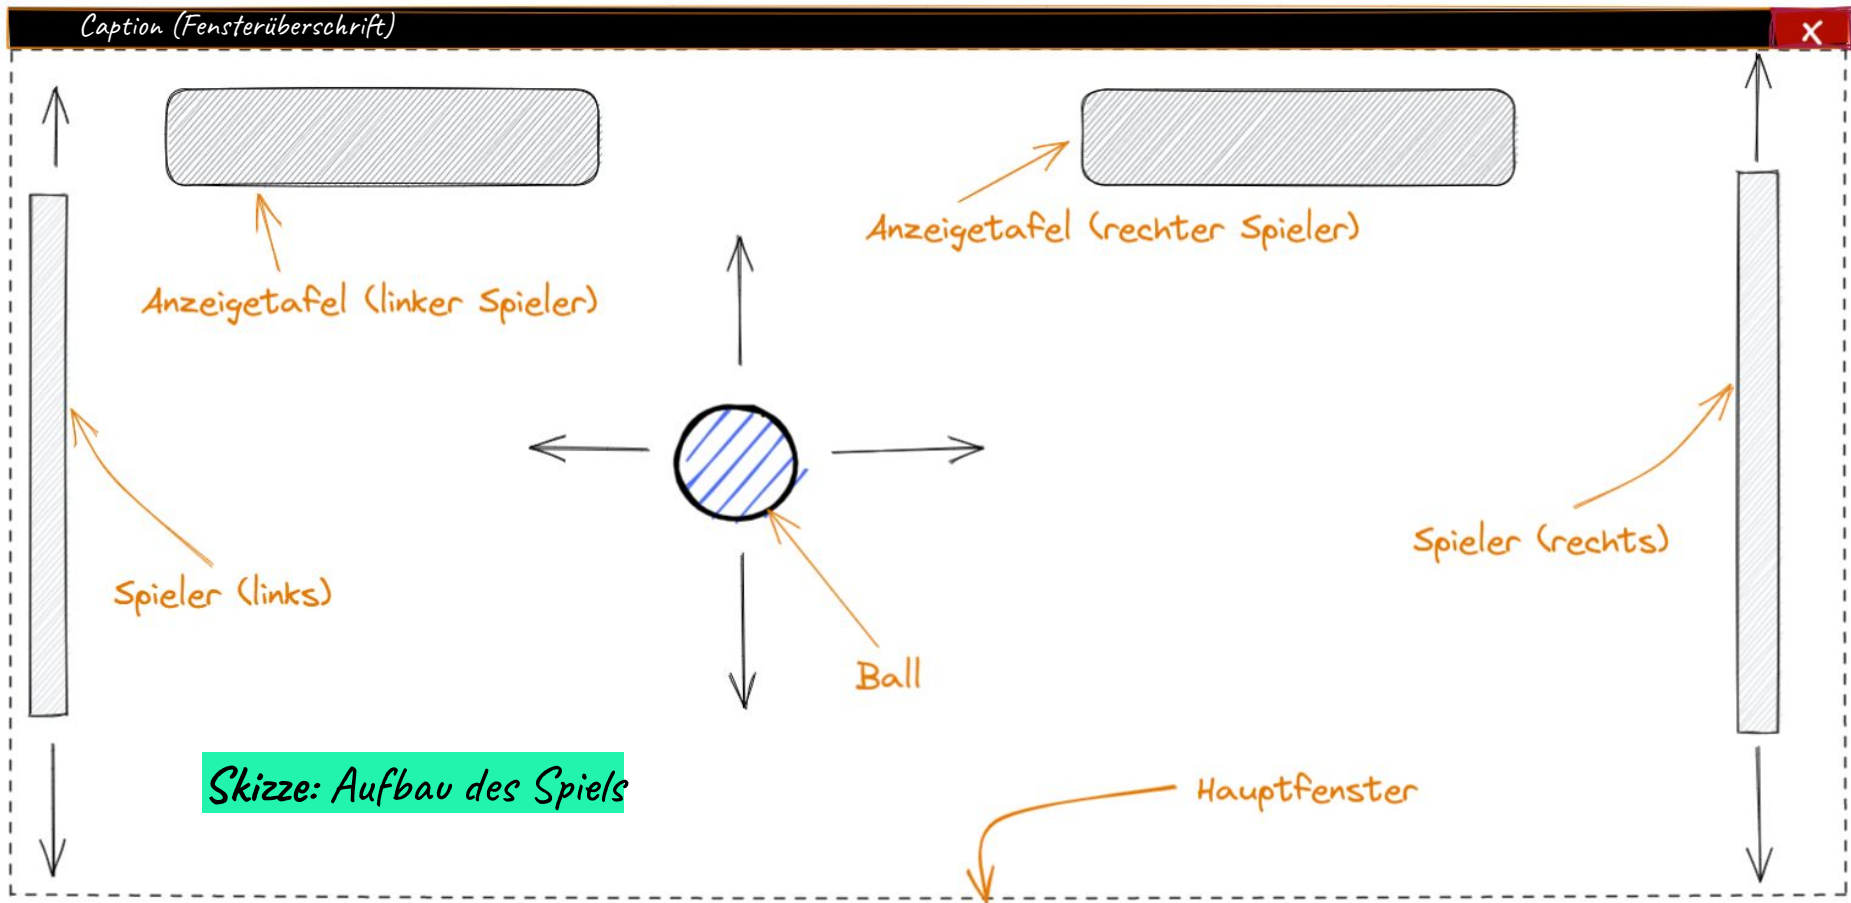 Caption (Fensterüberschrift)
X
Anzeigetafel (rechter Spieler)
Anzeigetafel (linker Spieler)
Spieler (rechts)
Spieler (links)
Ball
Skizze: Aufbau des Spiels
Hauptfenster